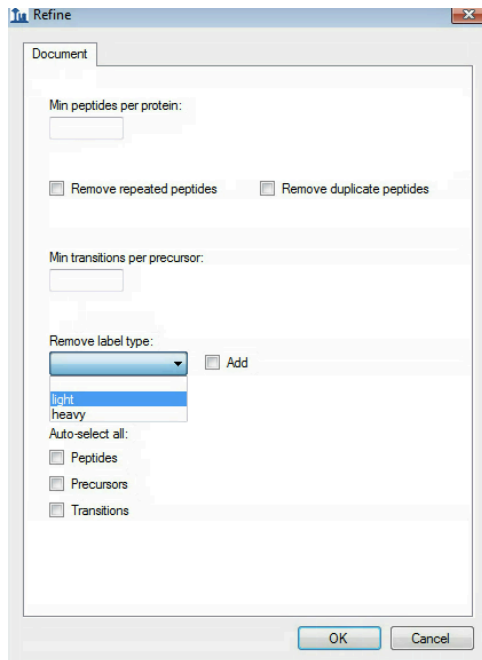 Refine
Document
Min peptides per protein:
Remove repeated peptides Remove duplicate peptides
Min transitions per precursor:
Remove label type:
Add
light
heavy
Auto-select all:
Peptides
Precursors
Transitions
OK Cancel